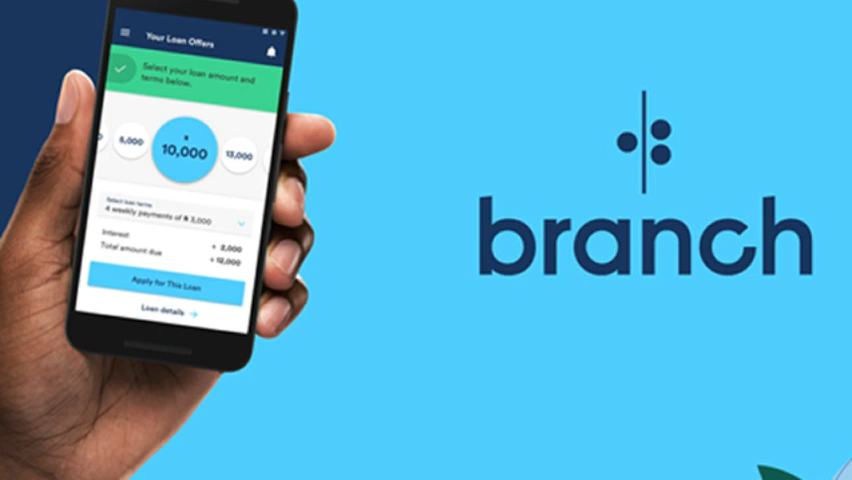 Your Loan Offers
Select your loan amount and
terms below.
5,000
₦
10,000
13,000
Select loan terms
4 weekly payments of ₦ 3,000
Interest: 2,000
Total amount due 12,000
Apply for This Loan
Loan details →
branch